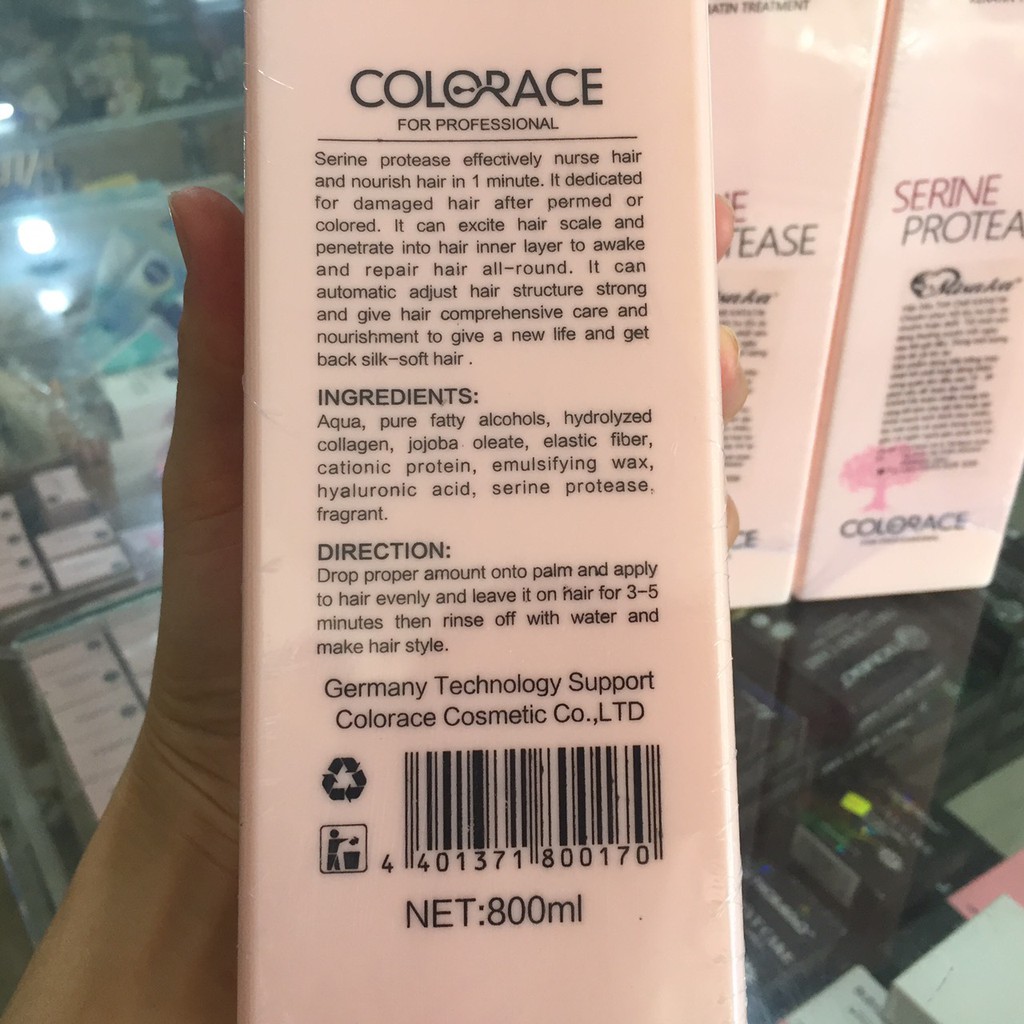 COLORACE
FOR PROFESSIONAL
Serine protease effectively nurse hair
and nourish hair in 1 minute. It dedicated
for damaged hair after permed or
colored. It can excite hair scale and
penetrate into hair inner layer to awake
and repair hair all-round. It can
automatic adjust hair structure strong
and give hair comprehensive care and
nourishment to give a new life and get
back silk-soft hair .
INGREDIENTS:
Aqua, pure fatty alcohols, hydrolyzed
collagen, jojoba oleate, elastic fiber,
cationic protein, emulsifying wax,
hyaluronic acid, serine protease,
fragrant.
DIRECTION:
Drop proper amount onto palm and apply
to hair evenly and leave it on hair for 3-5
minutes then rinse off with water and
make hair style.
Germany Technology Support
Colorace Cosmetic Co.,LTD
4 401371 800170
NET:800ml
TREATMENT
TEASE
SERINE
PROTEA
COLORACE
FOR PROFESSIONAL